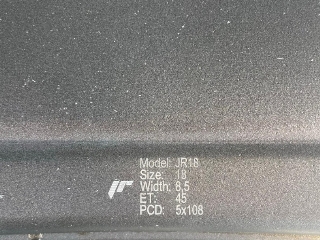 Model: JR18
Size: 18
Width: 8,5
ET: 45
PCD: 5x108